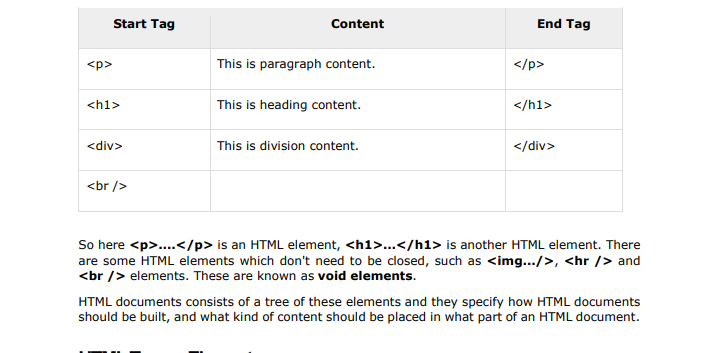 Start Tag Content End Tag
<p> This is paragraph content. </p>
<h1> This is heading content. </h1>
<div> This is division content. </div>
<br />
So here <p>....</p> is an HTML element, <h1>...</h1> is another HTML element. There
are some HTML elements which don't need to be closed, such as <img.../>, <hr /> and
<br /> elements. These are known as void elements.
HTML documents consists of a tree of these elements and they specify how HTML documents
should be built, and what kind of content should be placed in what part of an HTML document.